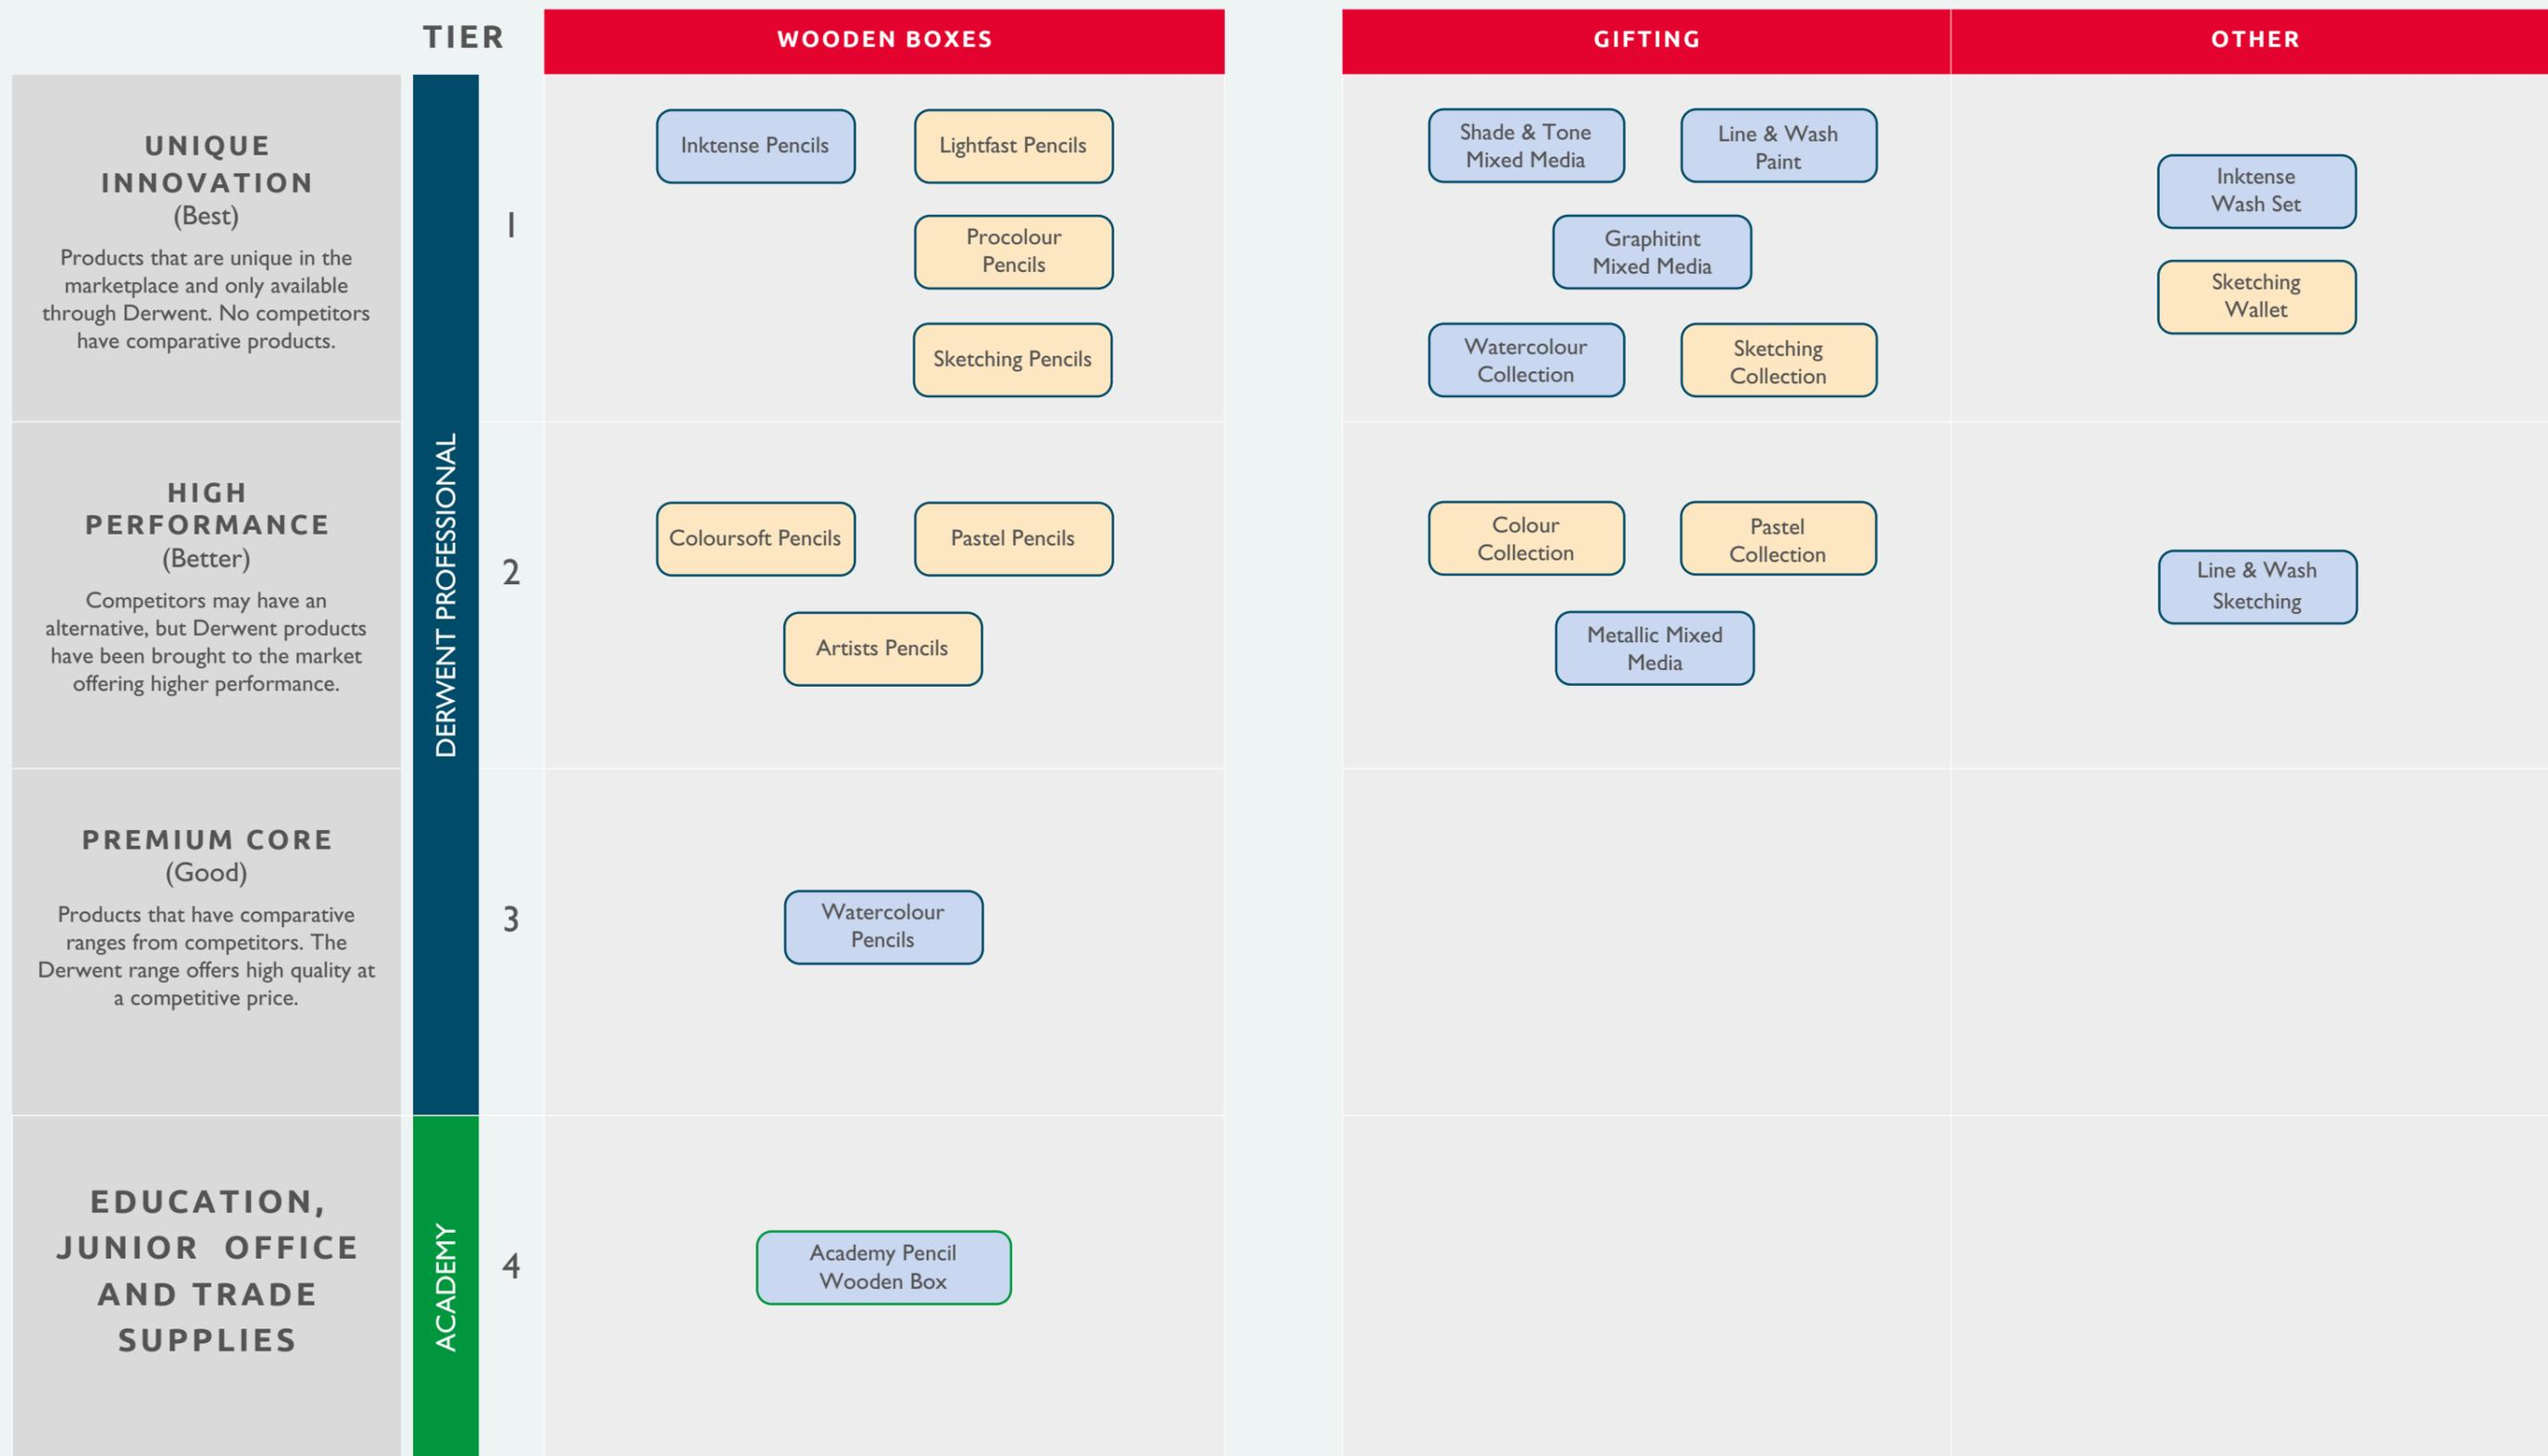 TIER
WOODEN BOXES
GIFTING
OTHER
UNIQUE
INNOVATION
(Best)
Products that are unique in the
marketplace and only available
through Derwent. No competitors
have comparative products.
DERWENT PROFESSIONAL
1
Inktense Pencils
Lightfast Pencils
Procolour
Pencils
Sketching Pencils
Shade & Tone
Mixed Media
Line & Wash
Paint
Graphitint
Mixed Media
Watercolour
Collection
Sketching
Collection
Inktense
Wash Set
Sketching
Wallet
HIGH
PERFORMANCE
(Better)
Competitors may have an
alternative, but Derwent products
have been brought to the market
offering higher performance.
2
Coloursoft Pencils
Pastel Pencils
Artists Pencils
Colour
Collection
Pastel
Collection
Metallic Mixed
Media
Line & Wash
Sketching
PREMIUM CORE
(Good)
Products that have comparative
ranges from competitors. The
Derwent range offers high quality at
a competitive price.
3
Watercolour
Pencils
EDUCATION,
JUNIOR OFFICE
AND TRADE
SUPPLIES
ACADEMY
4
Academy Pencil
Wooden Box